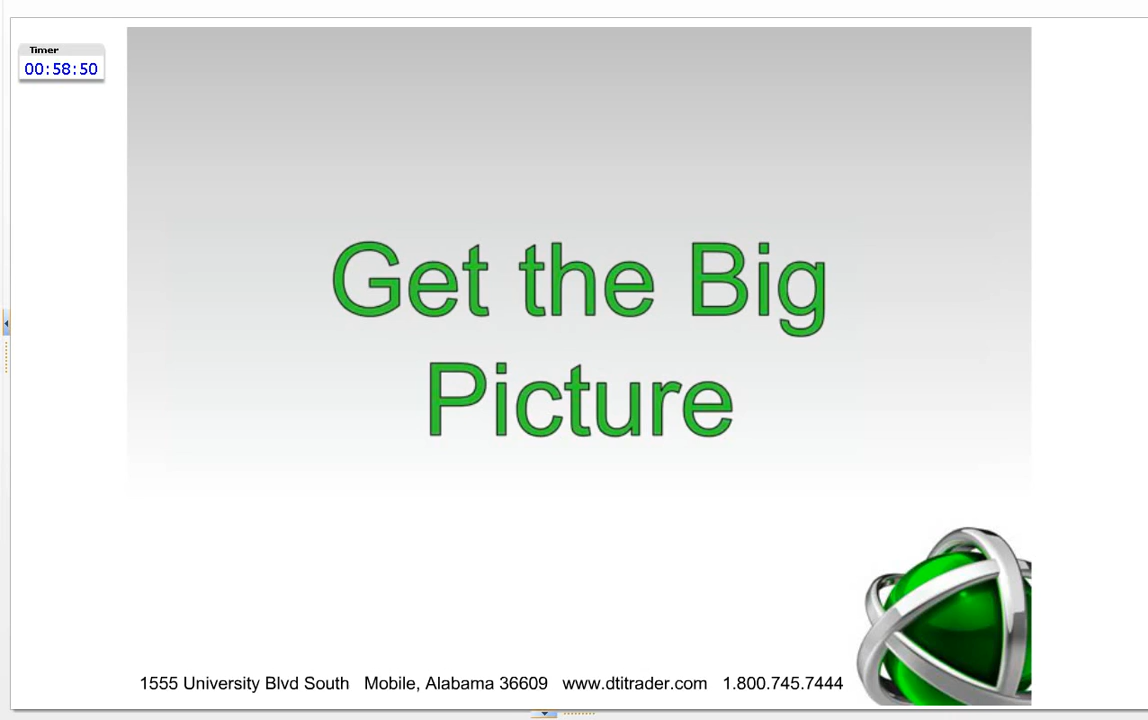 Timer
00:58:50
Get the Big
Picture
1555 University Blvd South Mobile, Alabama 36609 www.dtitrader.com 1.800.745.7444